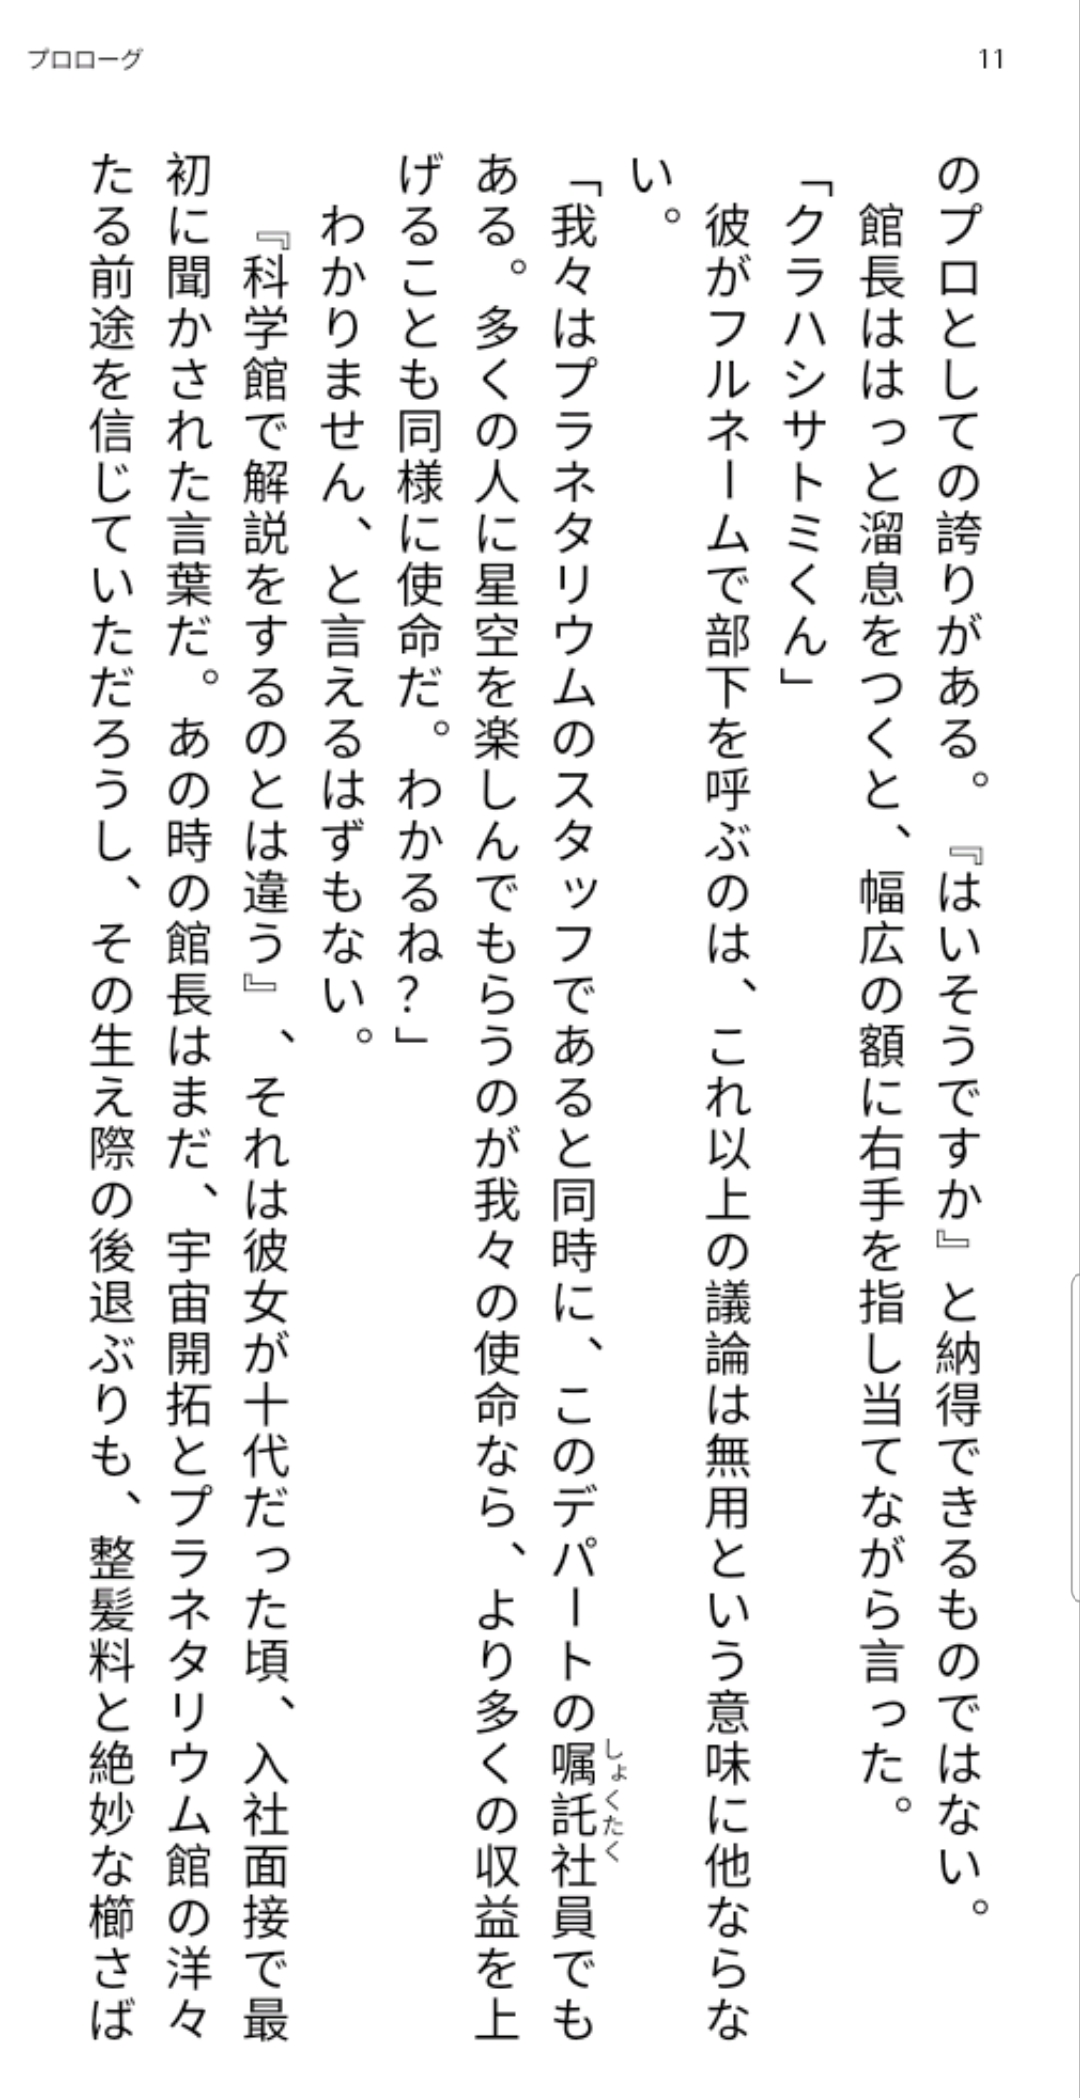 プロローグ
11
のプロとしての誇りがある。『はいそうですか』と納得できるものではない。
館長ははっと溜息をつくと、幅広の額に右手を指し当てながら言った。
「クラハシサトミくん」
彼がフルネームで部下を呼ぶのは、これ以上の議論は無用という意味に他ならな
い。
「我々はプラネタリウムのスタッフであると同時に、このデパートの嘱託社員でも
しょくたく
ある。多くの人に星空を楽しんでもらうのが我々の使命なら、より多くの収益を上
げることも同様に使命だ。わかるね？」
わかりません、と言えるはずもない。
『科学館で解説をするのとは違う』、それは彼女が十代だった頃、入社面接で最
初に聞かされた言葉だ。あの時の館長はまだ、宇宙開拓とプラネタリウム館の洋々
たる前途を信じていただろうし、その生え際の後退ぶりも、整髪料と絶妙な櫛さば